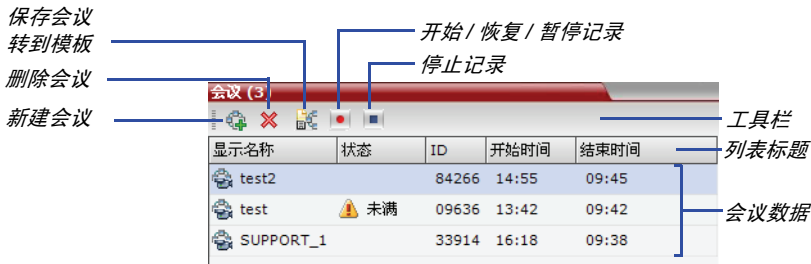 保存会议
转到模板
删除会议
新建会议
开始 / 恢复 / 暂停记录
停止记录
会议 (3)
工具栏
列表标题
显示名称 状态 ID 开始时间 结束时间
test2 84266 14:55 09:45
test 未满 09636 13:42 09:42
SUPPORT_1 33914 16:18 09:38
会议数据